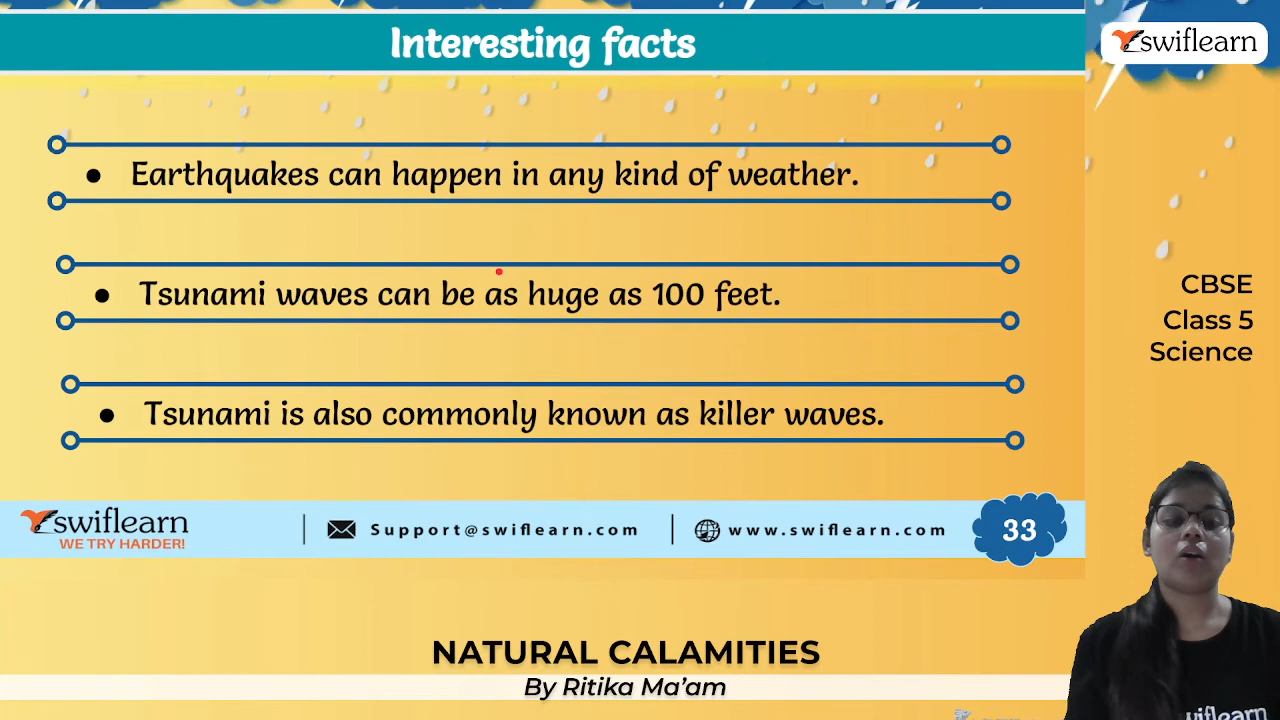 Interesting facts
swiflearn
● Earthquakes can happen in any kind of weather.
● Tsunami waves can be as huge as 100 feet.
● Tsunami is also commonly known as killer waves.
CBSE
Class 5
Science
swiflearn
WE TRY HARDER!
Support@swiflearn.com
www.swiflearn.com
33
NATURAL CALAMITIES
By Ritika Ma'am
wiflearn